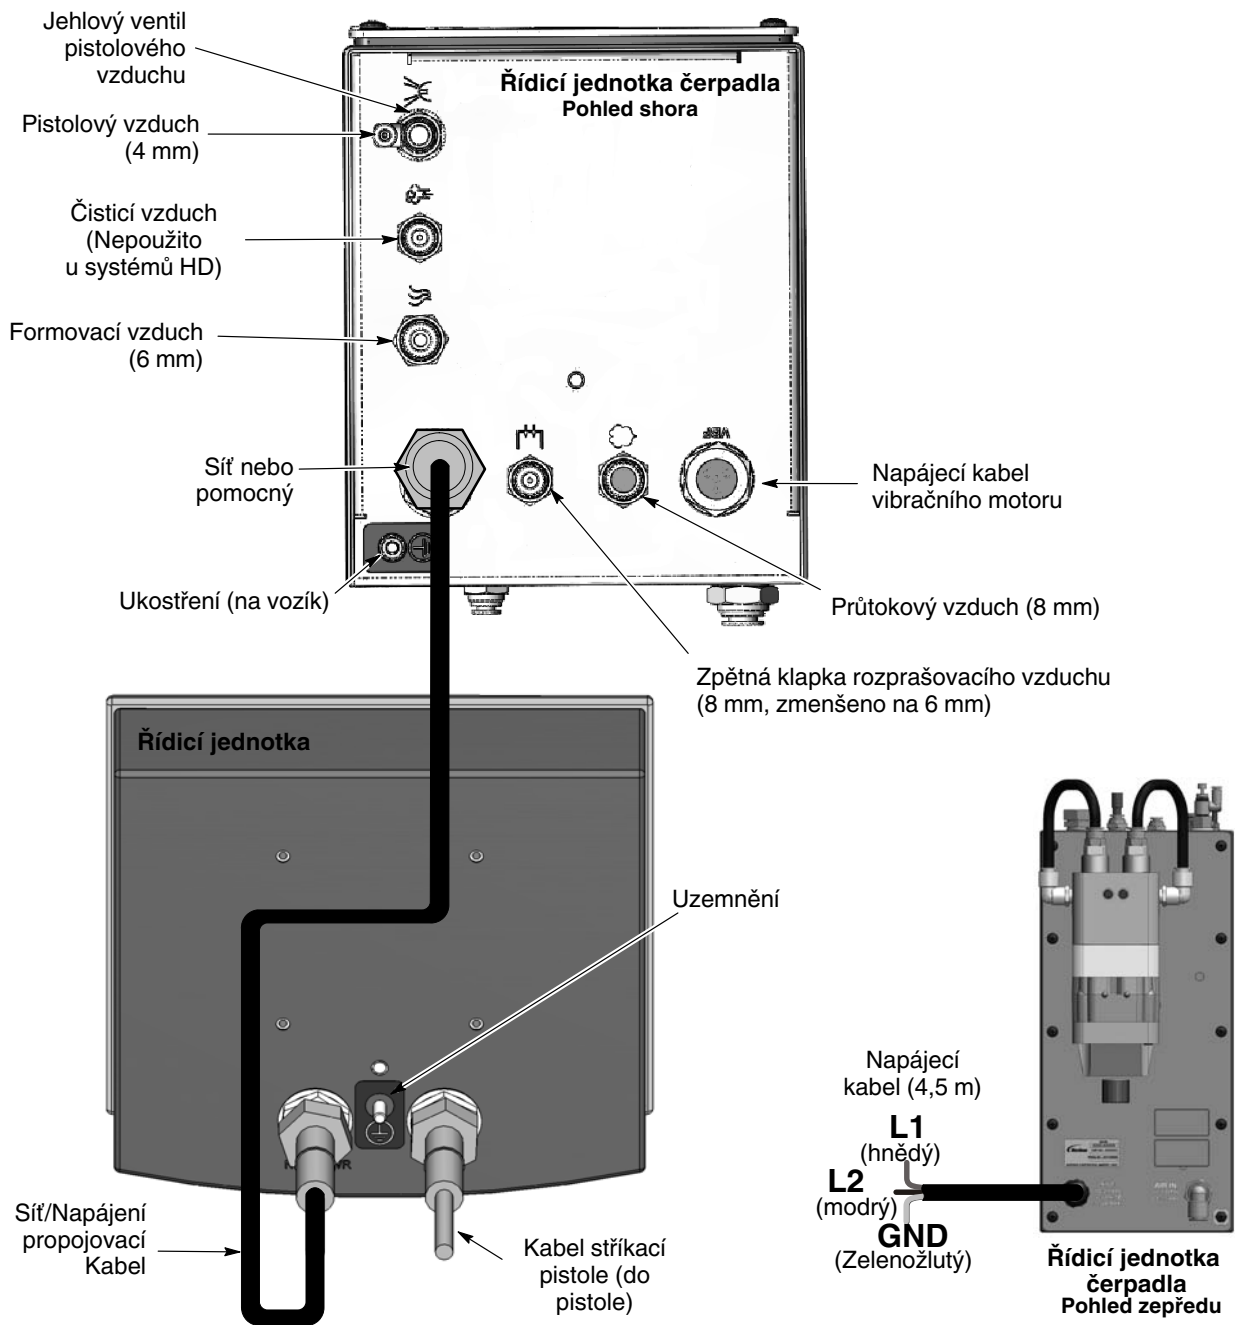 Jehlový ventil
pistolového
vzduchu
Řídicí jednotka čerpadla
Pohled shora
Pistolový vzduch
(4 mm)
Čisticí vzduch
(Nepoužito
u systémů HD)
Formovací vzduch
(6 mm)
Síť nebo
pomocný
Napájecí kabel
vibračního motoru
Ukostření (na vozík)
Průtokový vzduch (8 mm)
Zpětná klapka rozprašovacího vzduchu
(8 mm, zmenšeno na 6 mm)
Řídicí jednotka
Uzemnění
Napájecí
kabel (4,5 m)
L1
(hnědý)
L2
(modrý)
GND
(Zelenožlutý)
Síť/Napájení
propojovací
Kabel
Kabel stříkací
pistole (do
pistole)
AIR IN
Řídicí jednotka
čerpadla
Pohled zepředu